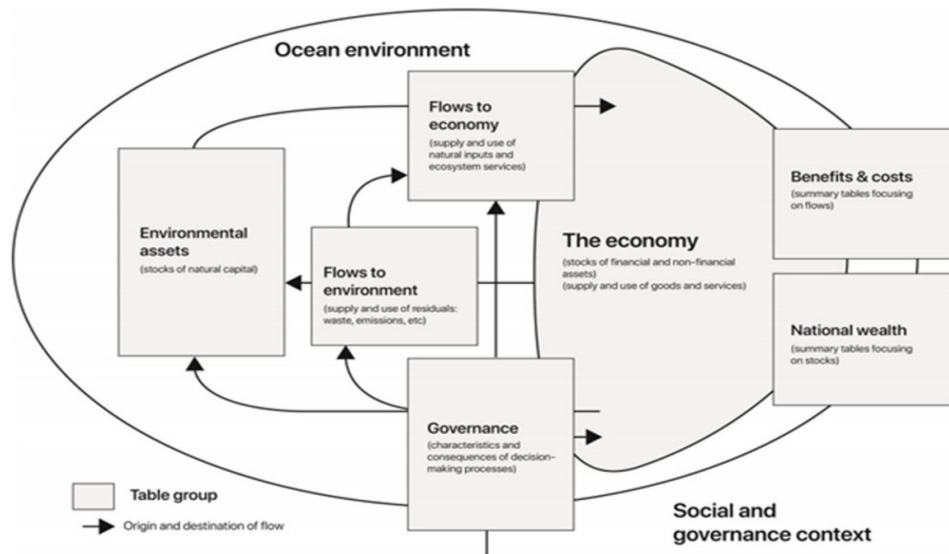 Ocean environment
Flows to
economy
(supply and use of
natural inputs and
ecosystem services)
Benefits & costs
(summary tables focusing
on flows)
Environmental
assets
(stocks of natural capital)
Flows to
environment
(supply and use of residuals:
waste, emissions, etc)
The economy
(stocks of financial and non-financial
assets)
(supply and use of goods and services)
National wealth
(summary tables focusing
on stocks)
Governance
(characteristics and
consequences of decision-
making processes)
Table group
Origin and destination of flow
Social and
governance context